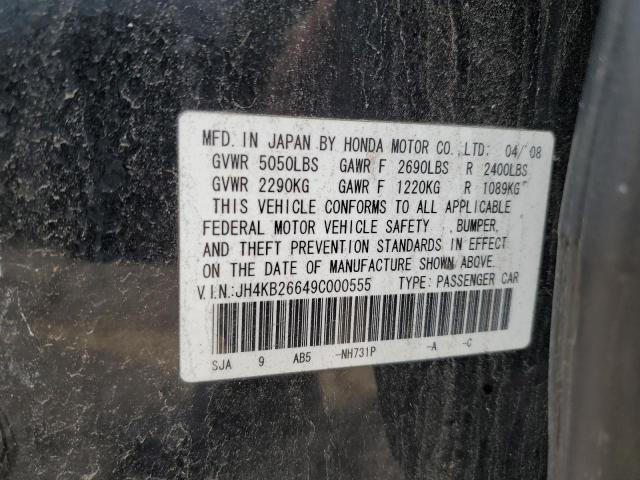 MFD. IN JAPAN BY HONDA MOTOR CO.,LTD: 04/ 08
GVWR 5050LBS GAWR F 2690LBS R 2400LBS
GVWR 2290KG GAWR F 1220KG R 1089KG
THIS VEHICLE CONFORMS TO ALL APPLICABLE
FEDERAL MOTOR VEHICLE SAFETY , BUMPER,
AND THEFT PREVENTION STANDARDS IN EFFECT
ON THE DATE OF MANUFACTURE SHOWN ABOVE.
V.I.N.:JH4KB26649C000555 TYPE: PASSENGER CAR
SJA 9 AB5 -NH731P -A -C